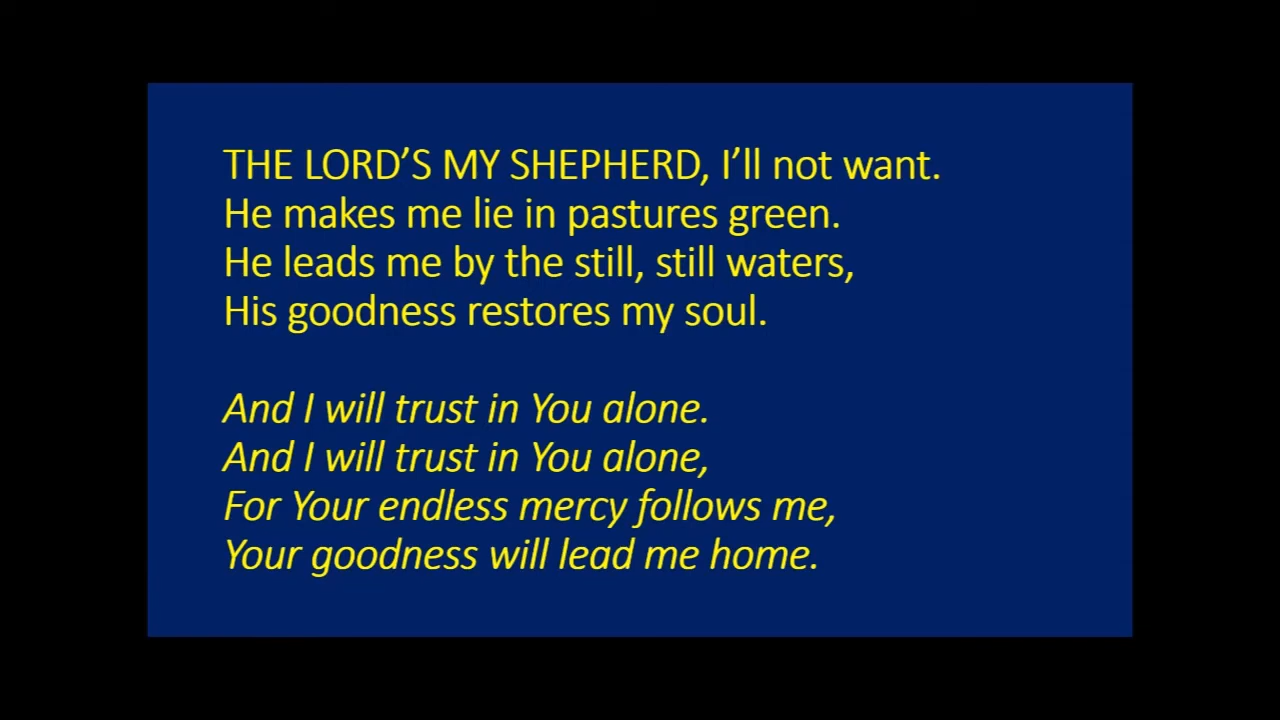 THE LORD’S MY SHEPHERD, I’ll not want.
He makes me lie in pastures green.
He leads me by the still, still waters,
His goodness restores my soul.
And I will trust in You alone.
And I will trust in You alone,
For Your endless mercy follows me,
Your goodness will lead me home.